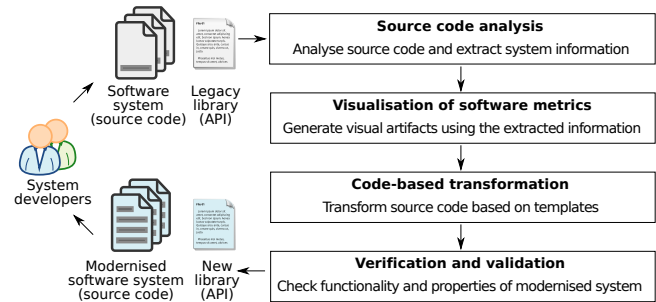 Source code analysis
Analyse source code and extract system information
Software
system
(source code)
Legacy
library
(API)
Visualisation of software metrics
Generate visual artifacts using the extracted information
System
developers
Code-based transformation
Transform source code based on templates
Modernised
software system
(source code)
New
library
(API)
Verification and validation
Check functionality and properties of modernised system